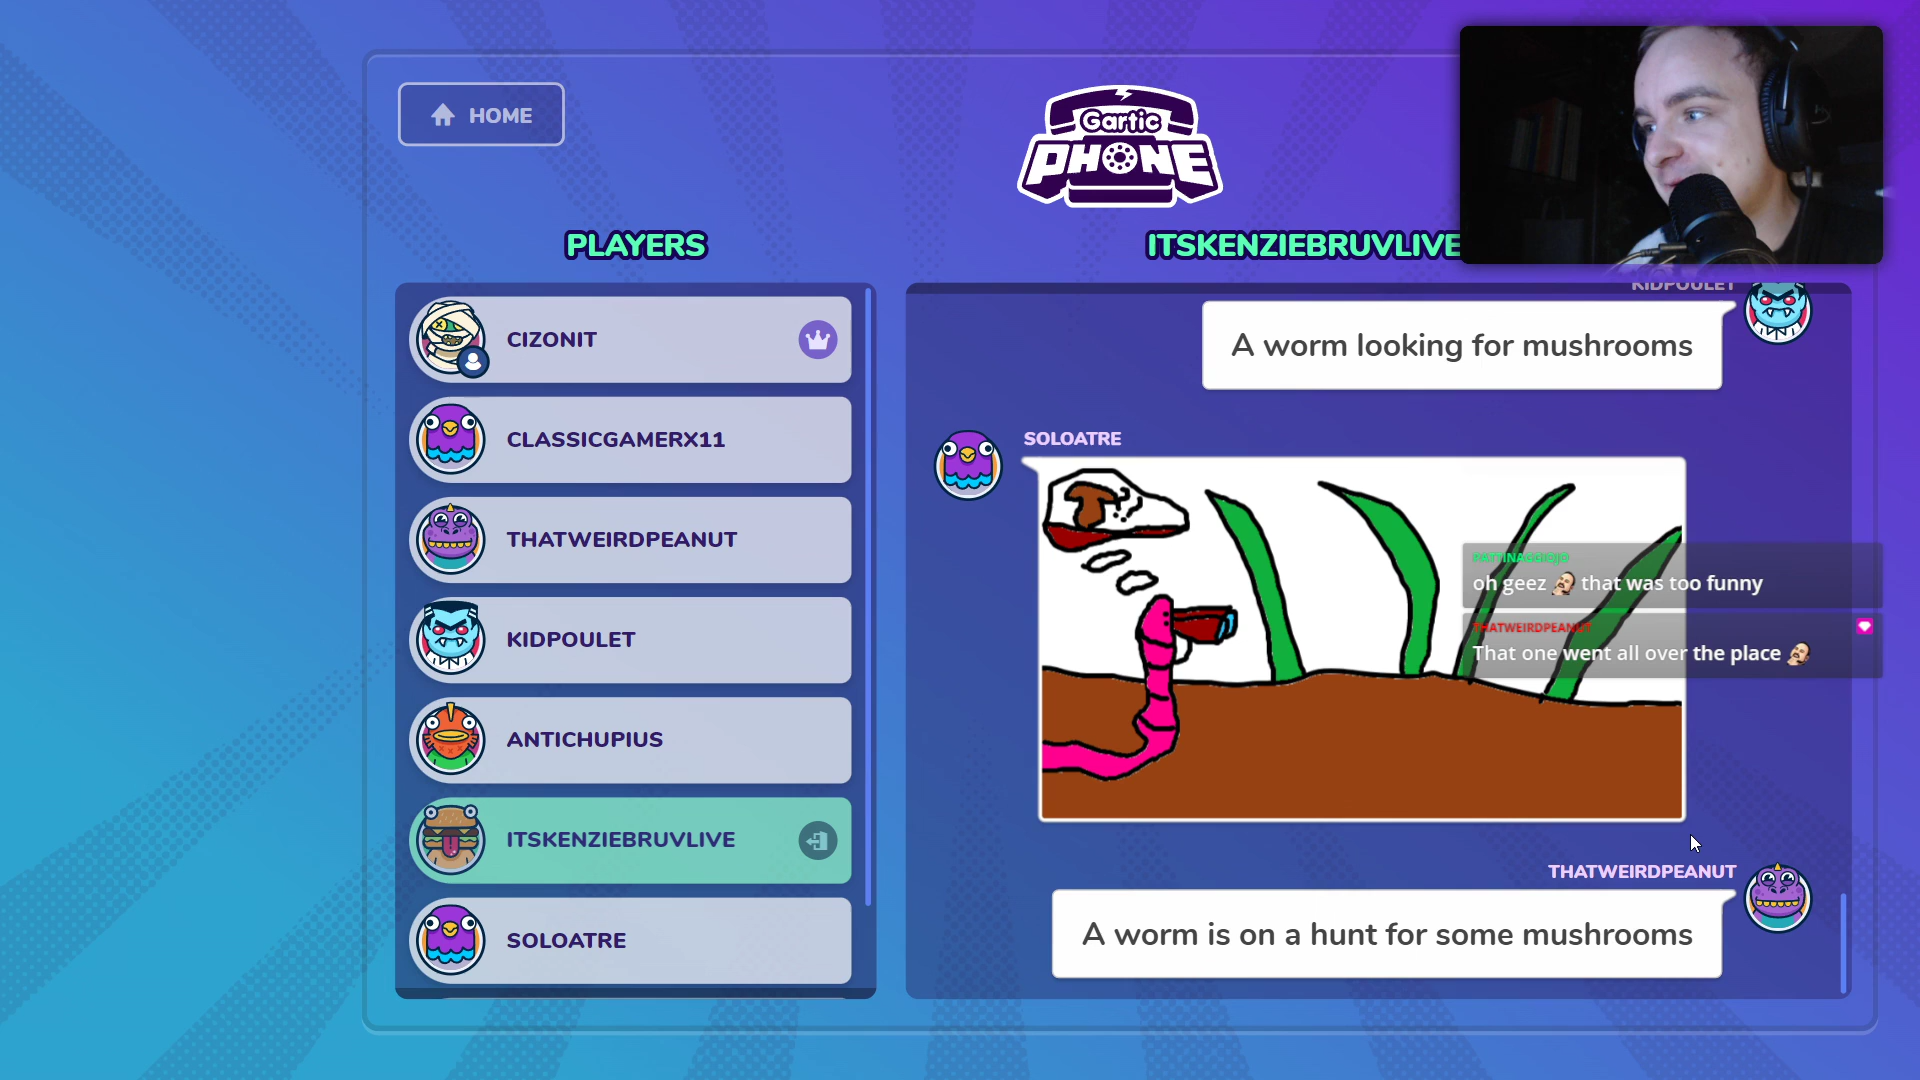 HOME
Gartic
PHONE
PLAYERS
ITSKENZIEBRUVLIVE
CIZONIT
CLASSICGAMERX11
THATWEIRDPEANUT
KIDPOULET
ANTICHUPIUS
ITSKENZIEBRUVLIVE
SOLOATRE
KIDPOULET
A worm looking for mushrooms
SOLOATRE
oh geez that was too funny
THATWEIRDPEANUT
That one went all over the place
THATWEIRDPEANUT
A worm is on a hunt for some mushrooms